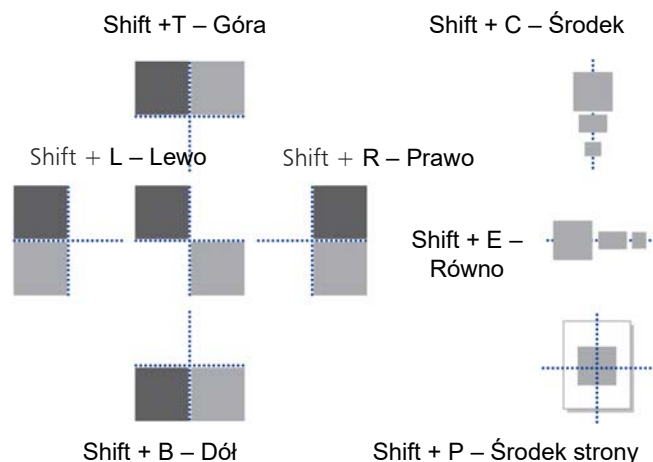 Shift +T – Góra
Shift + C – Środek
Shift + L – Lewo
Shift + R – Prawo
Shift + E –
Równo
Shift + B – Dół
Shift + P – Środek strony